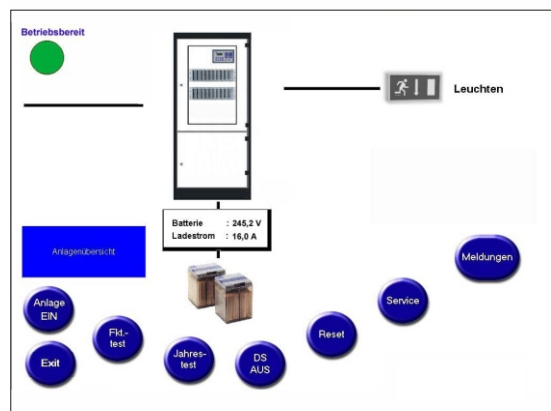 Betriebsbereit
Leuchten
Batterie : 245,2 V
Ladestrom : 16,0 A
Anlagenübersicht
Meldungen
Anlage
EIN
Service
Fkt.-
test
Reset
Exit
Jahres-
test
DS
AUS